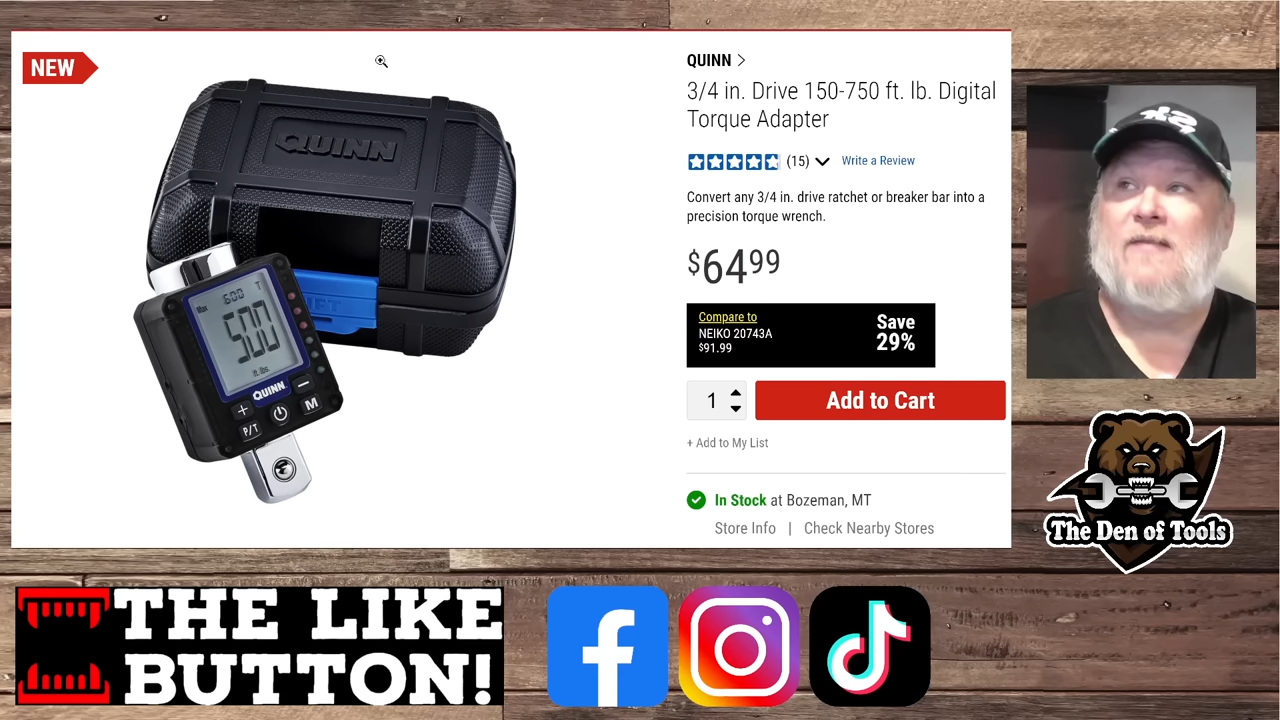 NEW
QUINN
600 T
Max
500
ft. lbs.
QUINN
+
−
P/T
M
QUINN >
3/4 in. Drive 150-750 ft. lb. Digital
Torque Adapter
(15)
Write a Review
Convert any 3/4 in. drive ratchet or breaker bar into a
precision torque wrench.
$64 99
Compare to
NEIKO 20743A
$91.99
Save
29%
1
Add to Cart
+ Add to My List
In Stock at Bozeman, MT
Store Info | Check Nearby Stores
The Den of Tools
THE LIKE
BUTTON!